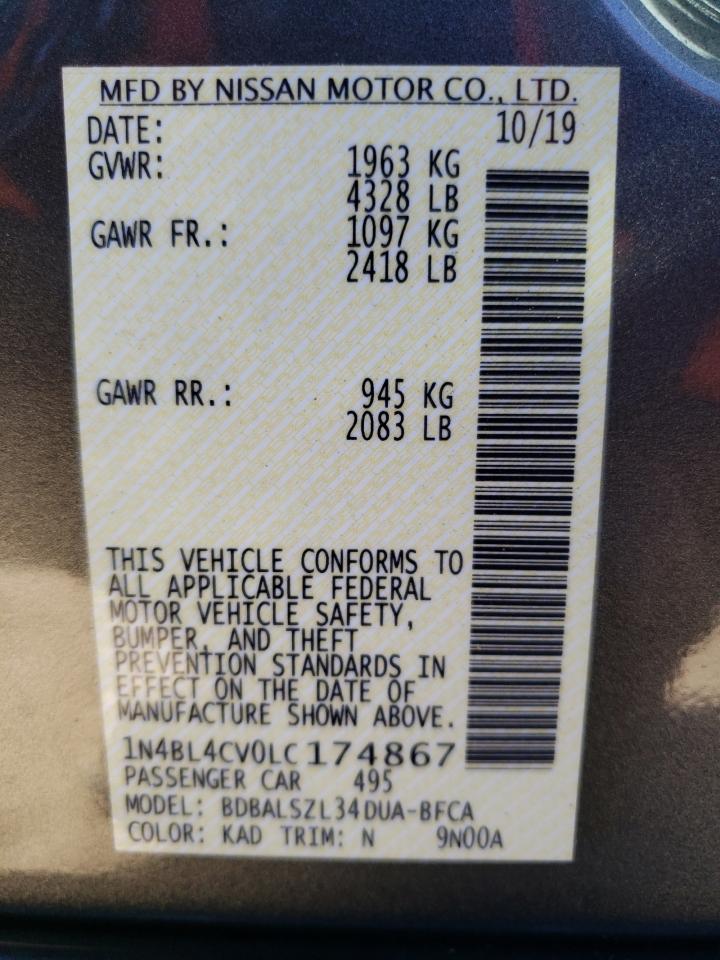 MFD BY NISSAN MOTOR CO., LTD.
DATE: 10/19
GVWR: 1963 KG
4328 LB
GAWR FR.: 1097 KG
2418 LB
GAWR RR.: 945 KG
2083 LB
THIS VEHICLE CONFORMS TO
ALL APPLICABLE FEDERAL
MOTOR VEHICLE SAFETY,
BUMPER, AND THEFT
PREVENTION STANDARDS IN
EFFECT ON THE DATE OF
MANUFACTURE SHOWN ABOVE.
1N4BL4CV0LC174867
PASSENGER CAR 495
MODEL: BDBALSZL34DUA-BFCA
COLOR: KAD TRIM: N 9N00A